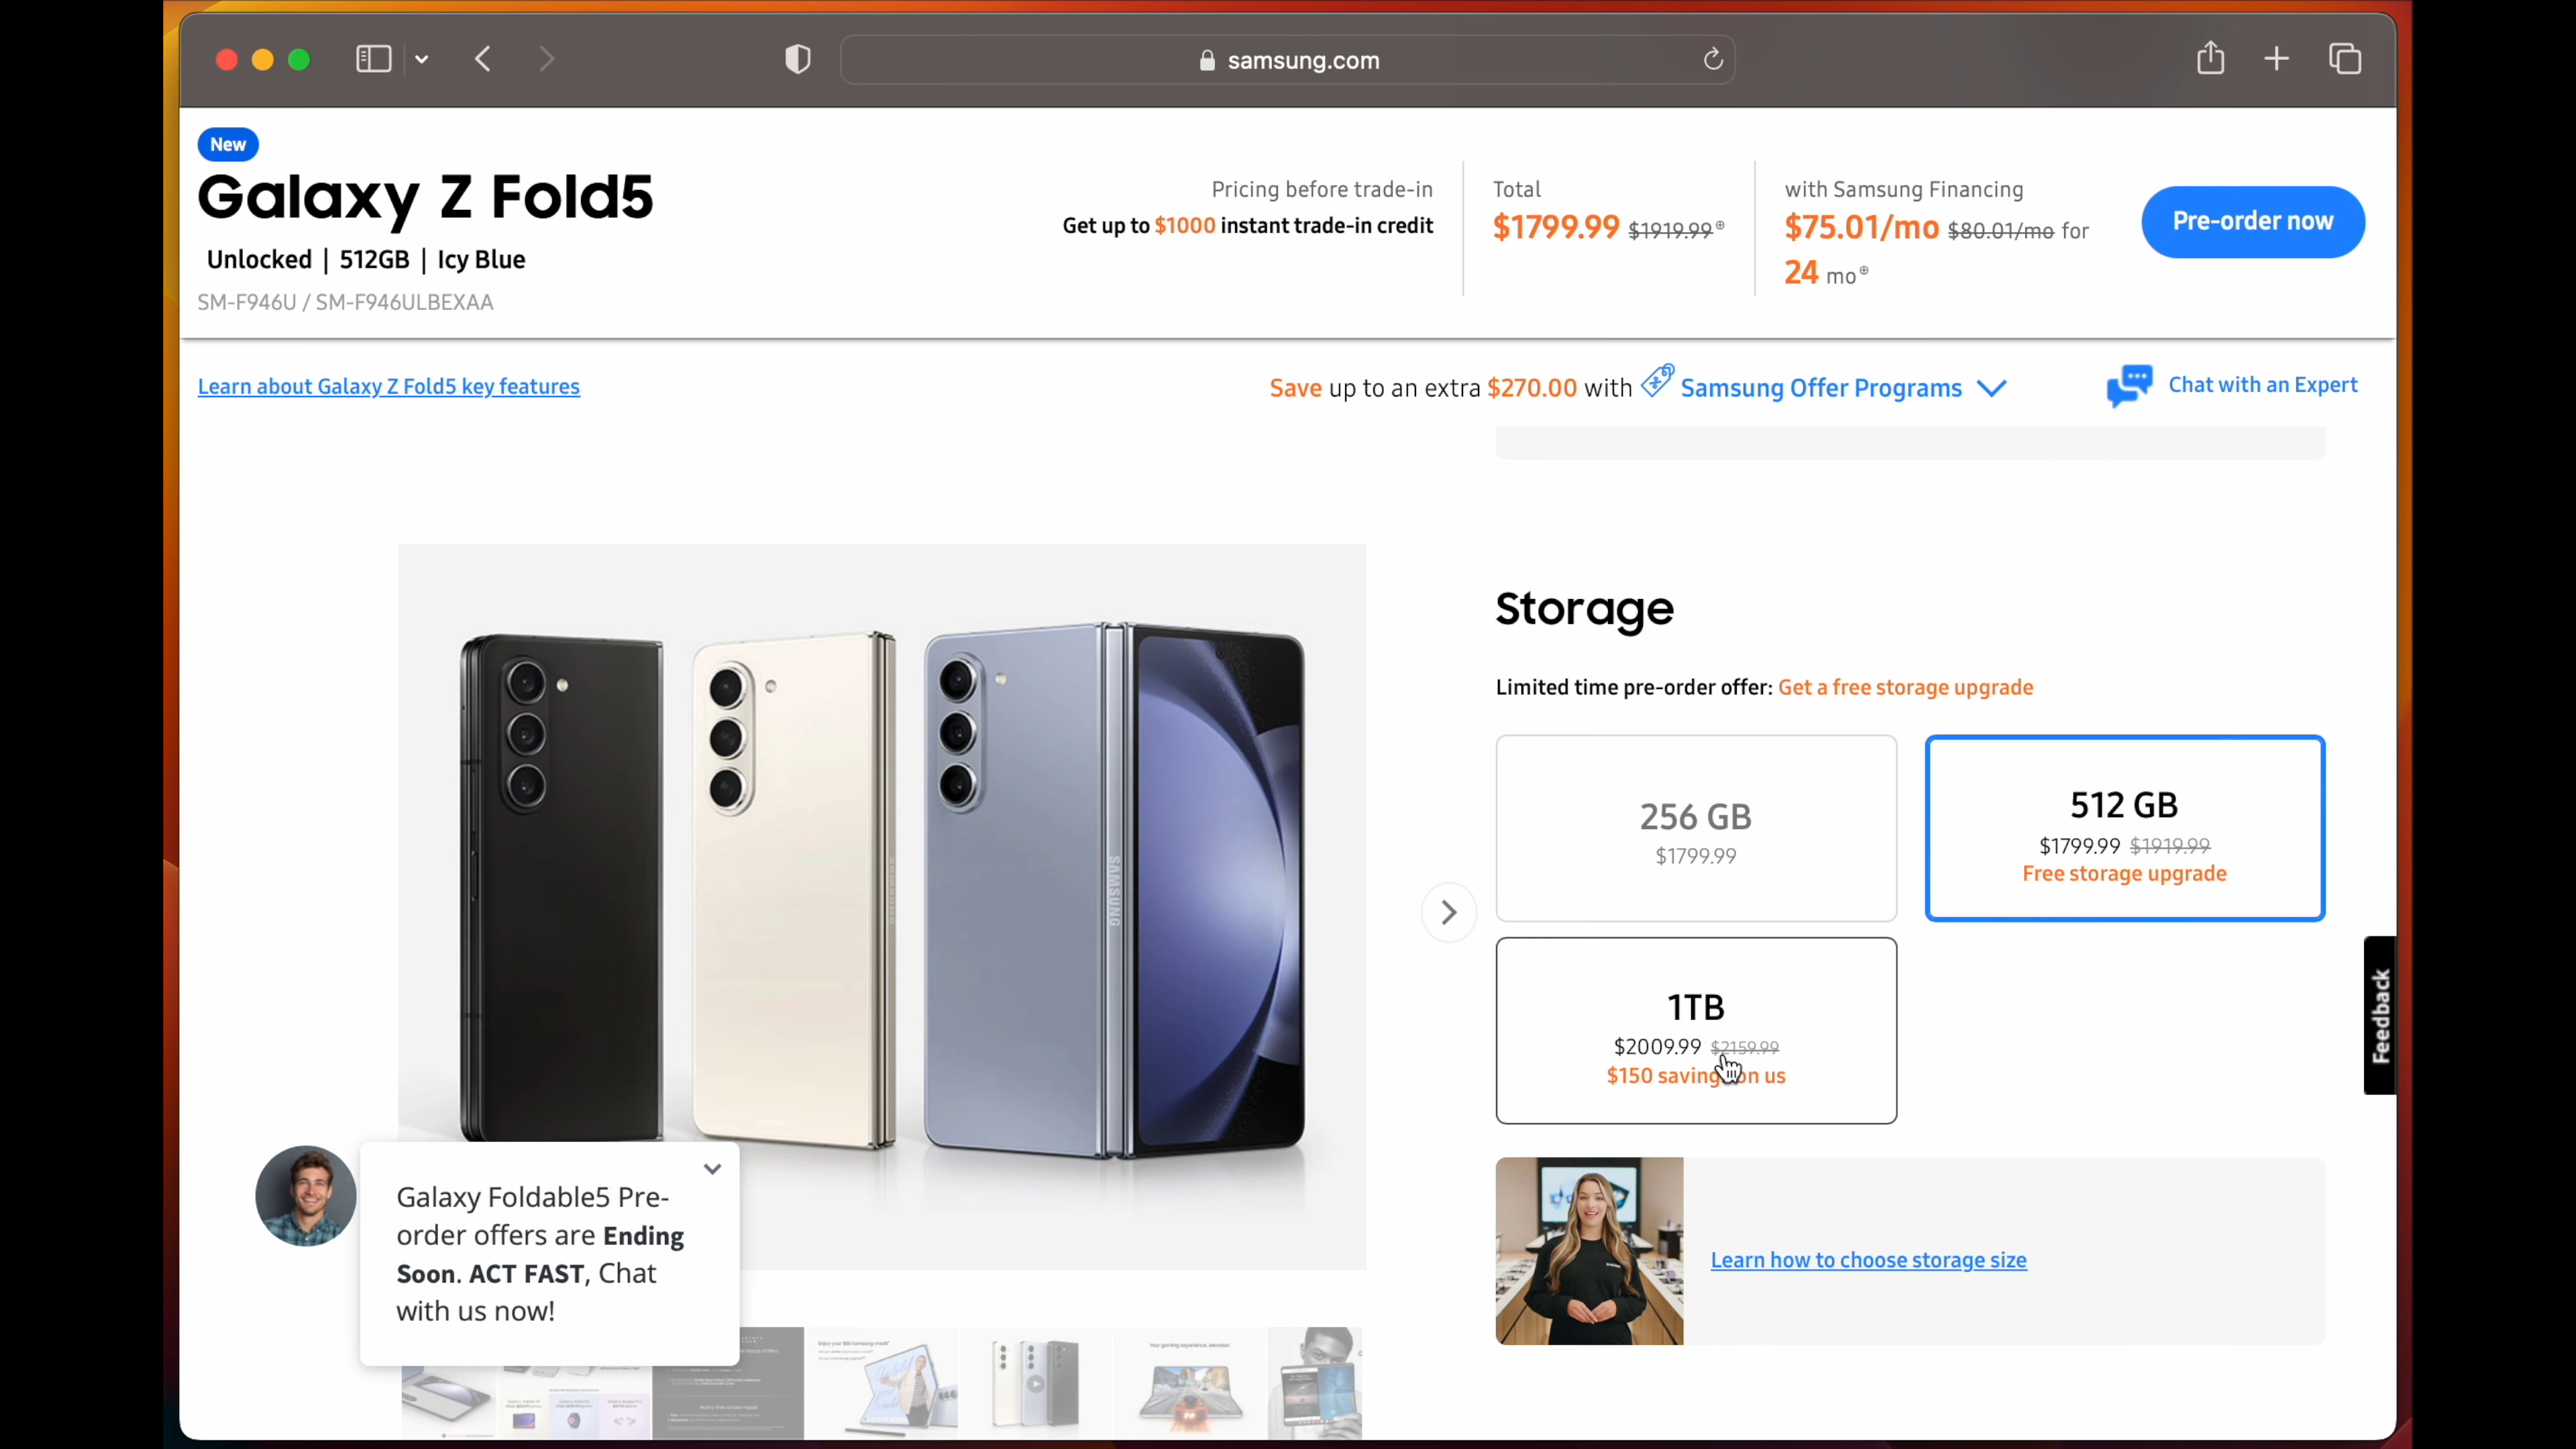 samsung.com
New
Galaxy Z Fold5
Unlocked | 512GB | Icy Blue
SM-F946U / SM-F946ULBEXAA
Pricing before trade-in
Get up to $1000 instant trade-in credit
Total
$1799.99 $1919.99⊕
with Samsung Financing
$75.01/mo $80.01/mo for
24 mo⊕
Pre-order now
Learn about Galaxy Z Fold5 key features
Save up to an extra $270.00 with Samsung Offer Programs
Chat with an Expert
SAMSUNG
Storage
Limited time pre-order offer: Get a free storage upgrade
256 GB
$1799.99
512 GB
$1799.99 $1919.99
Free storage upgrade
1TB
$2009.99 $2159.99
$150 saving on us
Feedback
Learn how to choose storage size
Galaxy Foldable5 Pre-
order offers are Ending
Soon. ACT FAST, Chat
with us now!
Your gaming experience, elevated